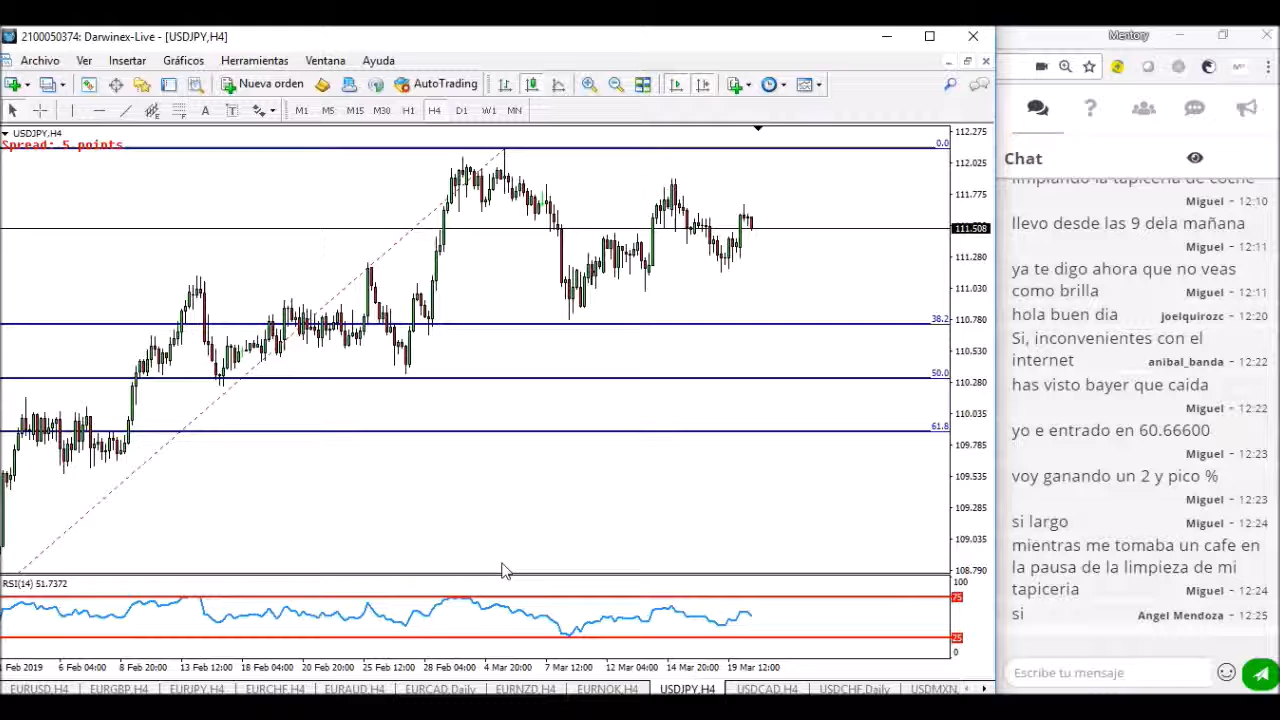 2100050374: Darwinex-Live - [USDJPY,H4]
Archivo Ver Insertar Gráficos Herramientas Ventana Ayuda
Nueva orden AutoTrading
A T M1 M5 M15 M30 H1 H4 D1 W1 MN
USDJPY,H4
Spread: 5 points
0.0
38.2
50.0
61.8
112.275
112.025
111.775
111.508
111.280
111.030
110.780
110.530
110.280
110.035
109.785
109.535
109.285
109.035
108.790
RSI(14) 51.7372
100
75
25
0
1 Feb 2019 6 Feb 04:00 8 Feb 20:00 13 Feb 12:00 18 Feb 04:00 20 Feb 20:00 25 Feb 12:00 28 Feb 04:00 4 Mar 20:00 7 Mar 12:00 12 Mar 04:00 14 Mar 20:00 19 Mar 12:00
EURUSD,H4 EURGBP,H4 EURJPY,H4 EURCHF,H4 EURAUD,H4 EURCAD,Daily EURNZD,H4 EURNOK,H4 USDJPY,H4 USDCAD,H4 USDCHF,Daily USDMXN,
Mentory
Chat
limpiando la tapiceria de coche
Miguel - 12:10
llevo desde las 9 dela mañana
Miguel - 12:11
ya te digo ahora que no veas
como brilla Miguel - 12:11
hola buen dia joelquirozc - 12:20
Si, inconvenientes con el
internet anibal_banda - 12:22
has visto bayer que caida
Miguel - 12:22
yo e entrado en 60.66600
Miguel - 12:23
voy ganando un 2 y pico %
Miguel - 12:23
si largo Miguel - 12:24
mientras me tomaba un cafe en
la pausa de la limpieza de mi
tapiceria Miguel - 12:24
si Angel Mendoza - 12:25
Escribe tu mensaje